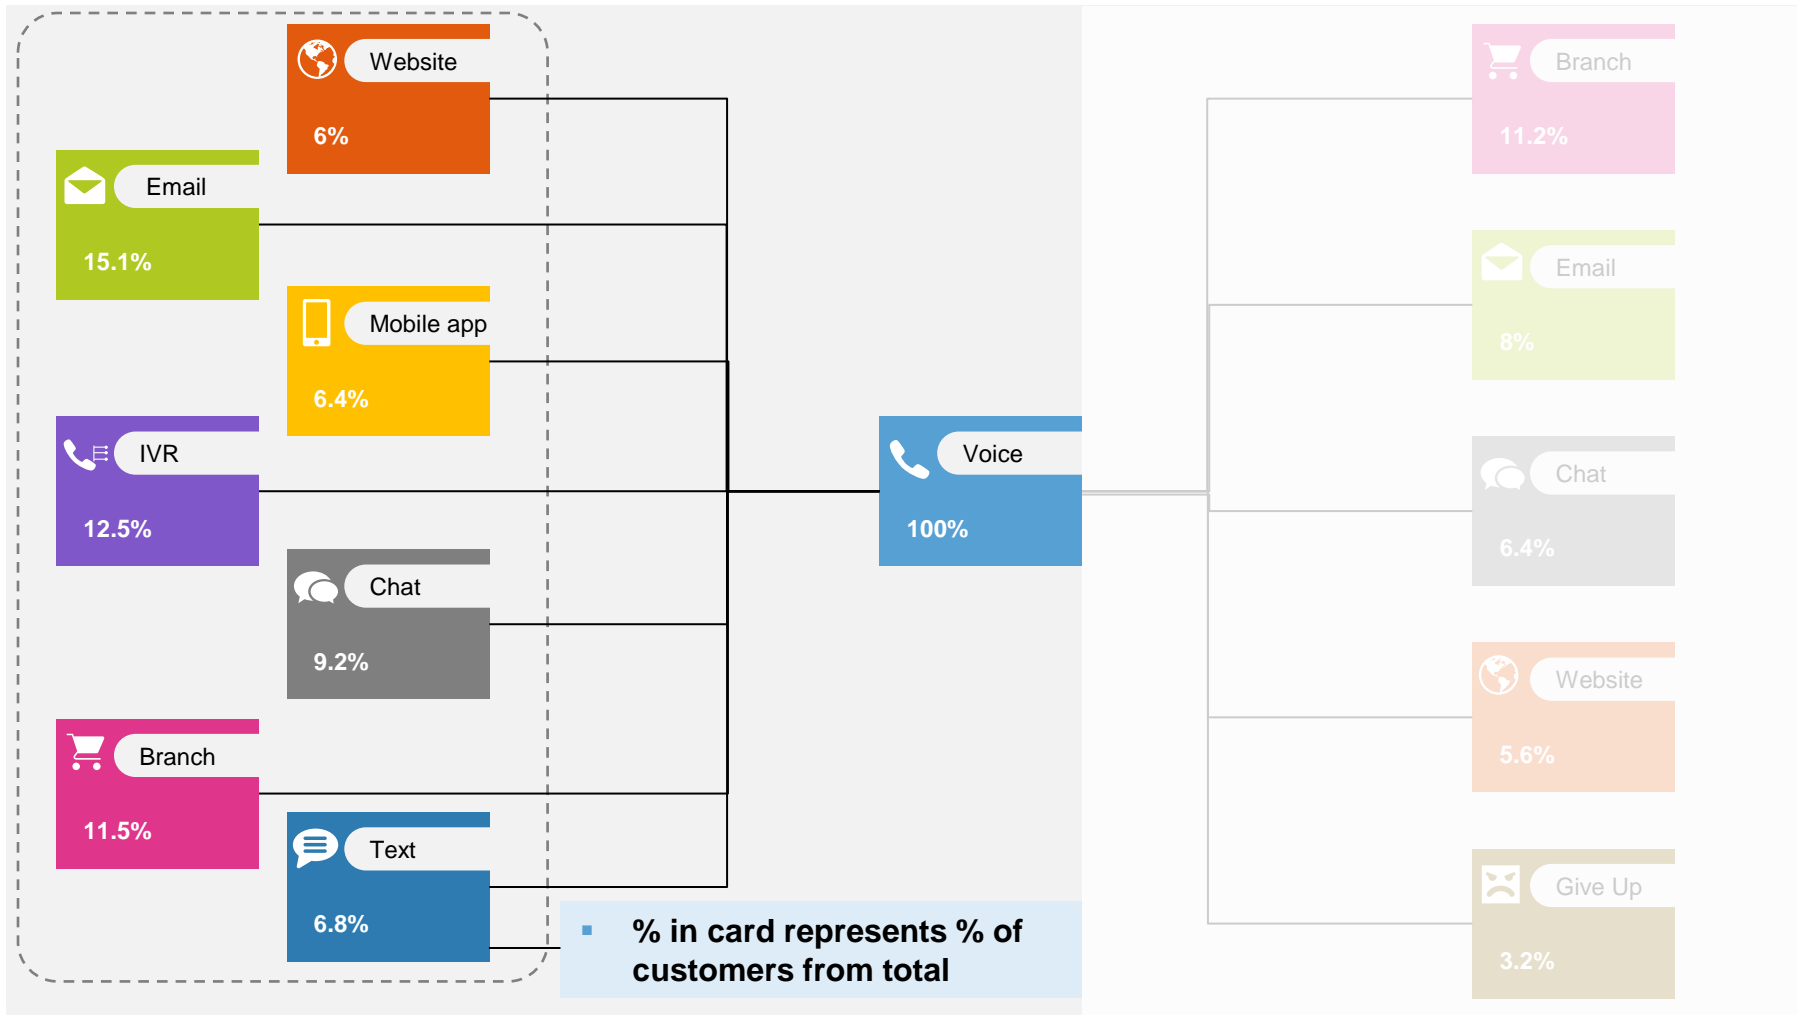 Website
6%
Email
15.1%
Mobile app
6.4%
IVR
12.5%
Chat
9.2%
Branch
11.5%
Text
6.8%
Voice
100%
% in card represents % of
customers from total
Branch
11.2%
Email
8%
Chat
6.4%
Website
5.6%
Give Up
3.2%